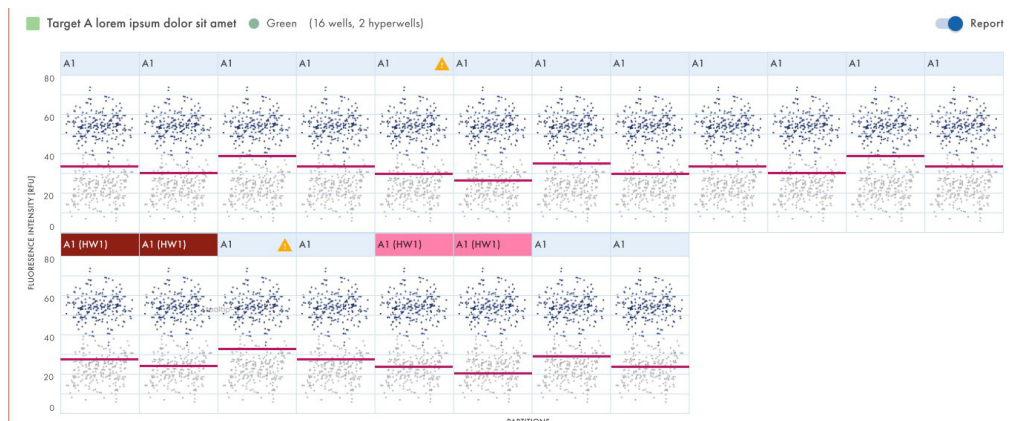 Target A lorem ipsum dolor sit amet Green (16 wells, 2 hyperwells) Report
A1 A1 A1 A1 A1 A1 A1 A1 A1 A1 A1 A1
80
60
40
20
0
FLUORESENCE INTENSITY [RFU]
A1 (HW1) A1 (HW1) A1 A1 A1 (HW1) A1 (HW1) A1 A1
80
60
40
20
0
PARTITIONS